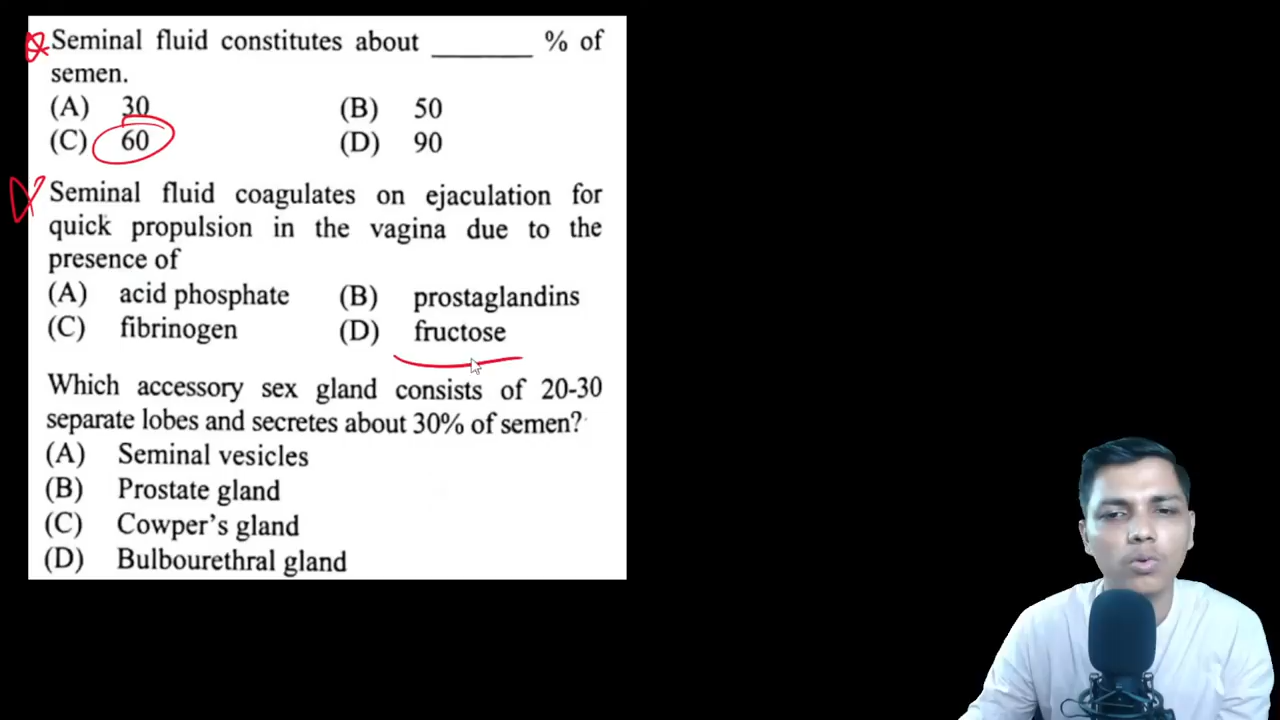 Seminal fluid constitutes about ________ % of
semen.
(A) 30 (B) 50
(C) 60 (D) 90
Seminal fluid coagulates on ejaculation for
quick propulsion in the vagina due to the
presence of
(A) acid phosphate (B) prostaglandins
(C) fibrinogen (D) fructose
Which accessory sex gland consists of 20-30
separate lobes and secretes about 30% of semen?
(A) Seminal vesicles
(B) Prostate gland
(C) Cowper's gland
(D) Bulbourethral gland